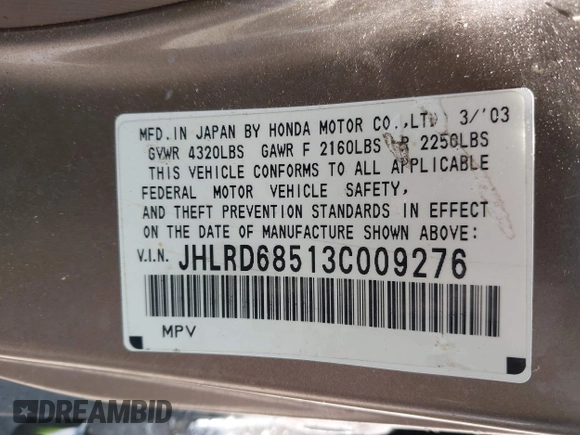 MFD. IN JAPAN BY HONDA MOTOR CO.,LTD 3/'03
GVWR 4320LBS GAWR F 2160LBS R 2250LBS
THIS VEHICLE CONFORMS TO ALL APPLICABLE
FEDERAL MOTOR VEHICLE SAFETY,
AND THEFT PREVENTION STANDARDS IN EFFECT
ON THE DATE OF MANUFACTURE SHOWN ABOVE:
V.I.N. JHLRD68513C009276
MPV
DREAMBID